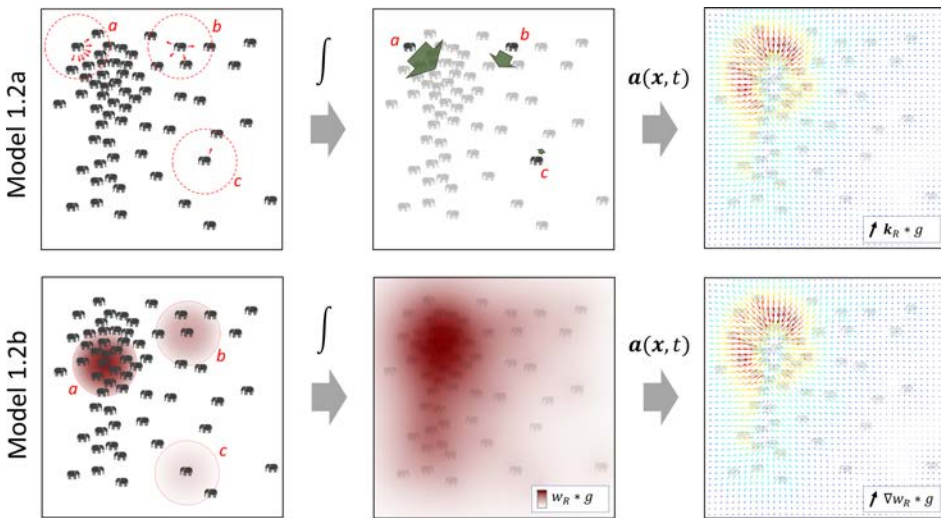 Model 1.2a
a
b
c
∫
a
b
c
a(x, t)
k_R * g
Model 1.2b
a
b
c
∫
w_R * g
a(x, t)
∇w_R * g